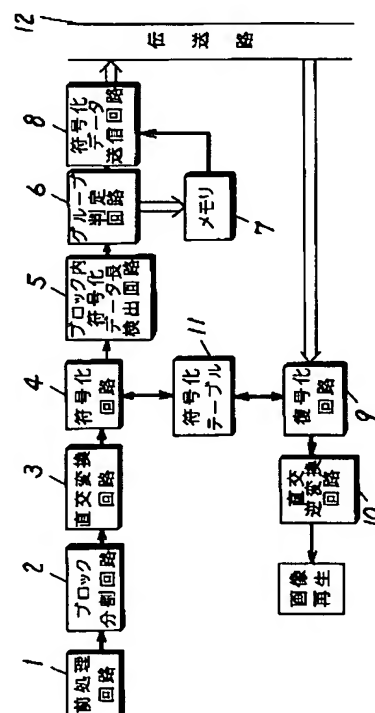 1
前処理
回路
2
ブロック
分割回路
3
直交変換
回路
4
符号化
回路
5
ブロック内
符号化
データ長
検出回路
6
グループ
判定
回路
8
符号化
データ
送信回路
12
伝送路
メモリ
7
11
符号化
テーブル
復号化
回路
9
直交
逆変換
回路
10
画像
再生